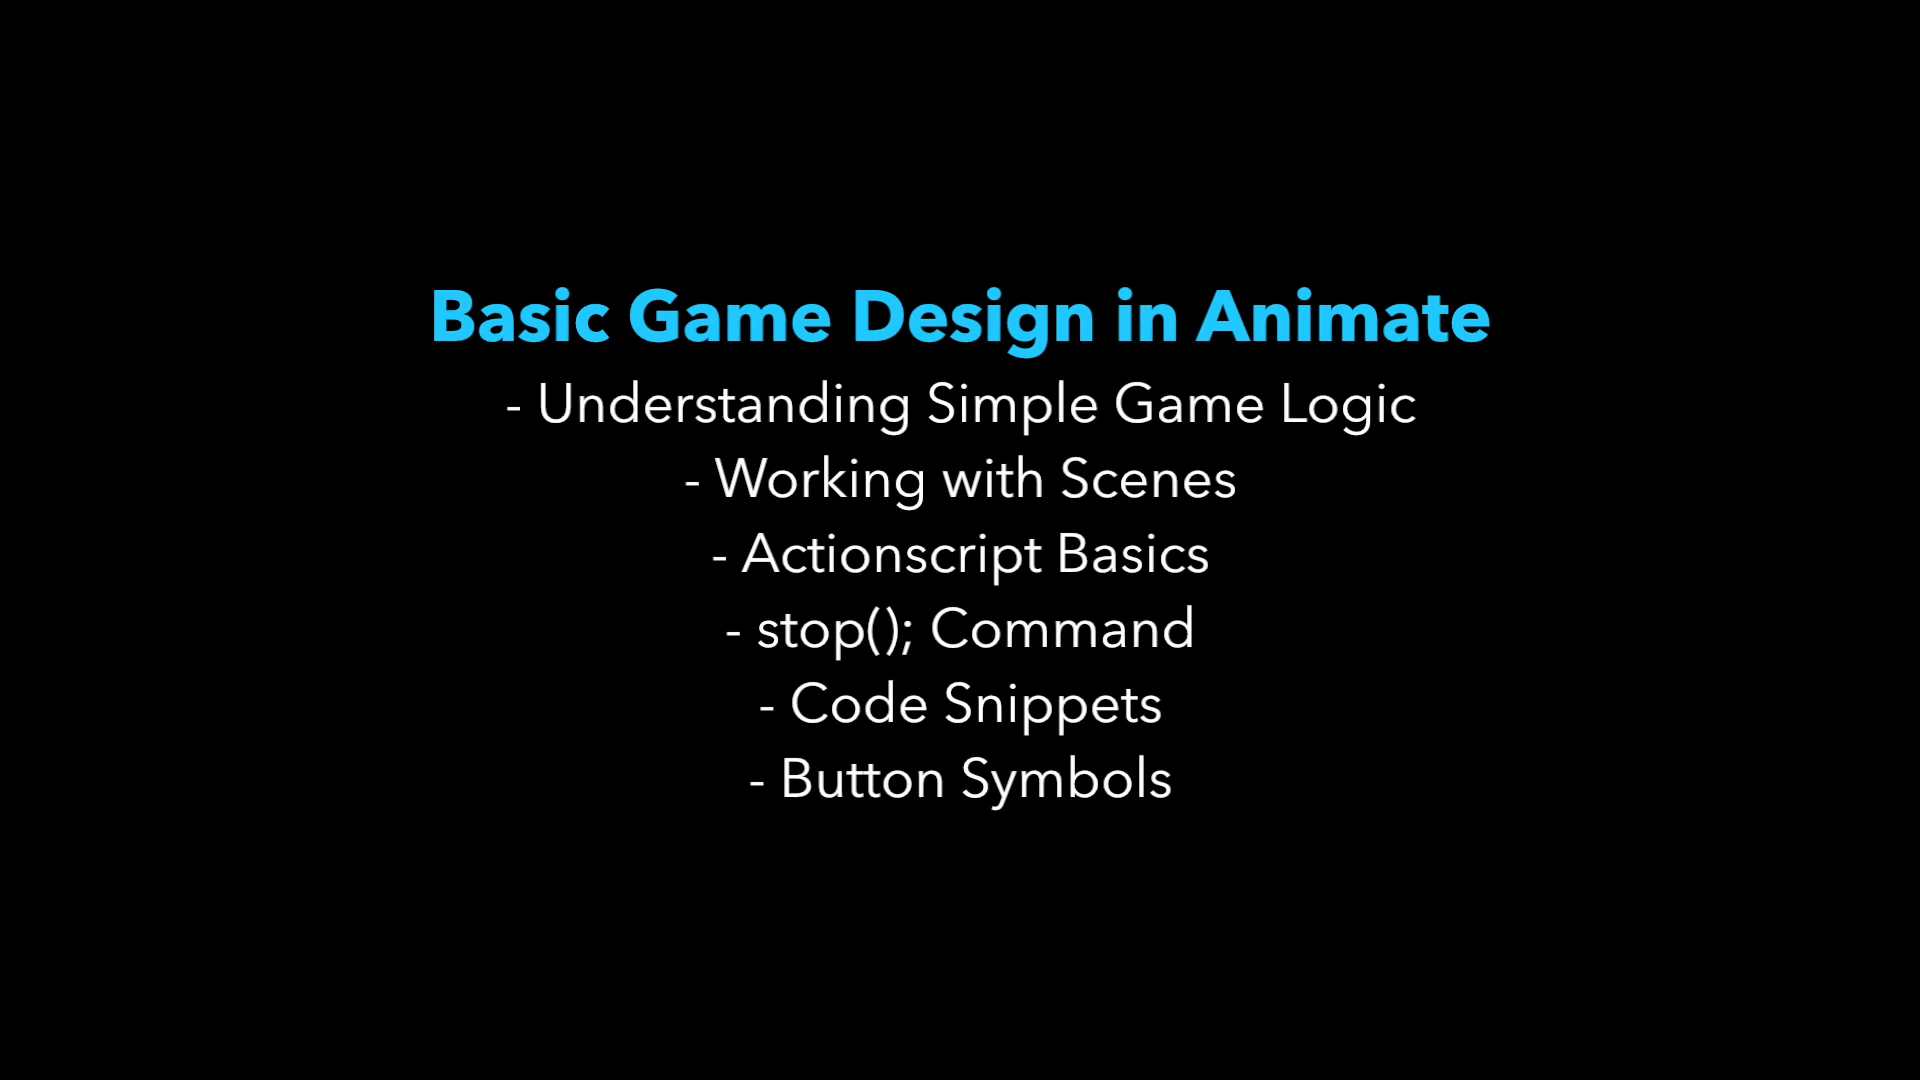 Basic Game Design in Animate
- Understanding Simple Game Logic
- Working with Scenes
- Actionscript Basics
- stop(); Command
- Code Snippets
- Button Symbols